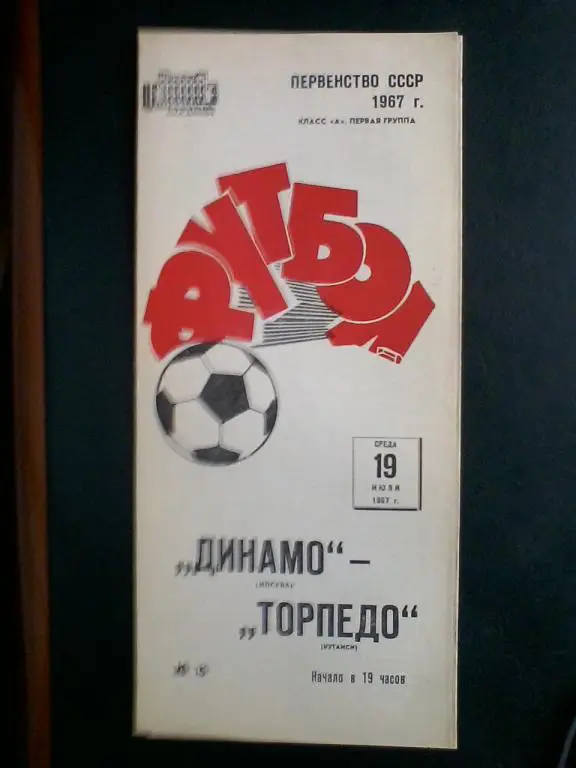 ПЕРВЕНСТВО СССР
1967 г.
КЛАСС «А», ПЕРВАЯ ГРУППА
ФУТБОЛ
СРЕДА
19
ИЮЛЯ
1967 г.
„ДИНАМО“ –
(МОСКВА)
„ТОРПЕДО“
(КУТАИСИ)
Начало в 19 часов